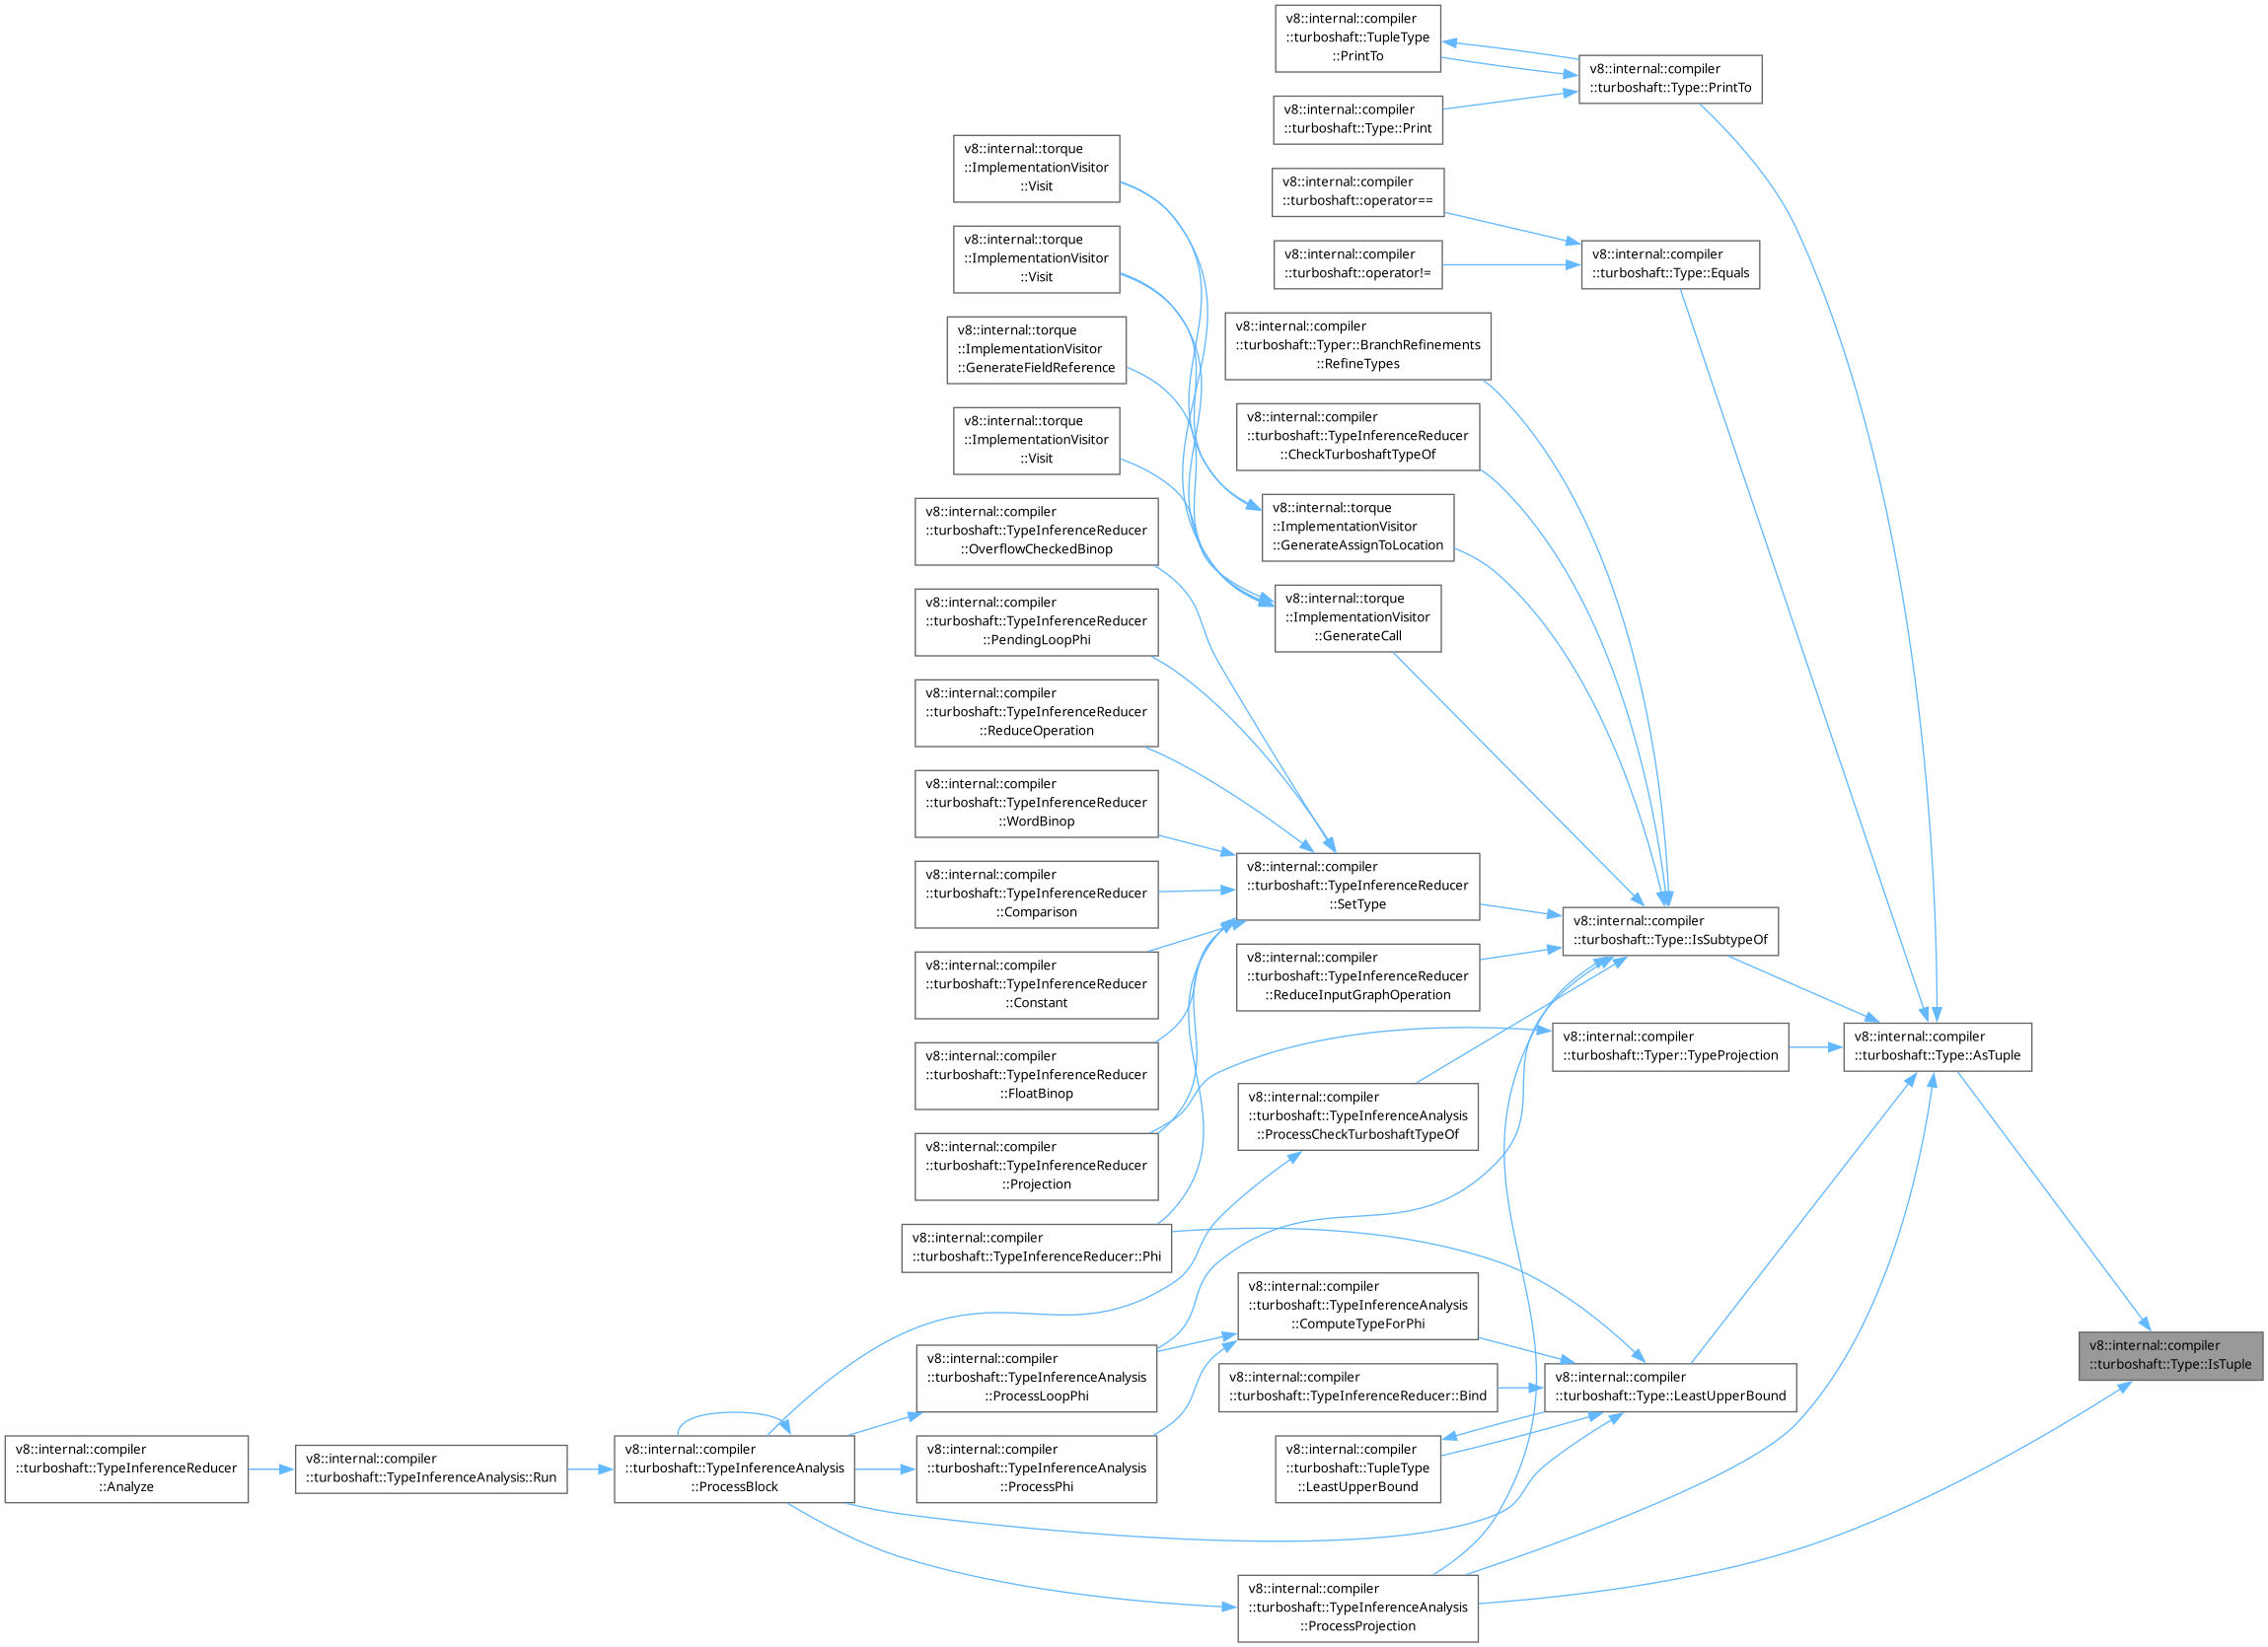 v8::internal::compiler
::turboshaft::TupleType
::PrintTo
v8::internal::compiler
::turboshaft::Type::PrintTo
v8::internal::compiler
::turboshaft::Type::Print
v8::internal::torque
::ImplementationVisitor
::Visit
v8::internal::compiler
::turboshaft::operator==
v8::internal::torque
::ImplementationVisitor
::Visit
v8::internal::compiler
::turboshaft::operator!=
v8::internal::compiler
::turboshaft::Type::Equals
v8::internal::torque
::ImplementationVisitor
::GenerateFieldReference
v8::internal::compiler
::turboshaft::Typer::BranchRefinements
::RefineTypes
v8::internal::torque
::ImplementationVisitor
::Visit
v8::internal::compiler
::turboshaft::TypeInferenceReducer
::CheckTurboshaftTypeOf
v8::internal::compiler
::turboshaft::TypeInferenceReducer
::OverflowCheckedBinop
v8::internal::torque
::ImplementationVisitor
::GenerateAssignToLocation
v8::internal::compiler
::turboshaft::TypeInferenceReducer
::PendingLoopPhi
v8::internal::torque
::ImplementationVisitor
::GenerateCall
v8::internal::compiler
::turboshaft::TypeInferenceReducer
::ReduceOperation
v8::internal::compiler
::turboshaft::TypeInferenceReducer
::WordBinop
v8::internal::compiler
::turboshaft::TypeInferenceReducer
::Comparison
v8::internal::compiler
::turboshaft::TypeInferenceReducer
::SetType
v8::internal::compiler
::turboshaft::Type::IsSubtypeOf
v8::internal::compiler
::turboshaft::TypeInferenceReducer
::Constant
v8::internal::compiler
::turboshaft::TypeInferenceReducer
::ReduceInputGraphOperation
v8::internal::compiler
::turboshaft::TypeInferenceReducer
::FloatBinop
v8::internal::compiler
::turboshaft::Typer::TypeProjection
v8::internal::compiler
::turboshaft::Type::AsTuple
v8::internal::compiler
::turboshaft::TypeInferenceReducer
::Projection
v8::internal::compiler
::turboshaft::TypeInferenceAnalysis
::ProcessCheckTurboshaftTypeOf
v8::internal::compiler
::turboshaft::TypeInferenceReducer::Phi
v8::internal::compiler
::turboshaft::TypeInferenceAnalysis
::ComputeTypeForPhi
v8::internal::compiler
::turboshaft::Type::IsTuple
v8::internal::compiler
::turboshaft::TypeInferenceAnalysis
::ProcessLoopPhi
v8::internal::compiler
::turboshaft::TypeInferenceReducer::Bind
v8::internal::compiler
::turboshaft::Type::LeastUpperBound
v8::internal::compiler
::turboshaft::TypeInferenceReducer
::Analyze
v8::internal::compiler
::turboshaft::TypeInferenceAnalysis::Run
v8::internal::compiler
::turboshaft::TypeInferenceAnalysis
::ProcessBlock
v8::internal::compiler
::turboshaft::TypeInferenceAnalysis
::ProcessPhi
v8::internal::compiler
::turboshaft::TupleType
::LeastUpperBound
v8::internal::compiler
::turboshaft::TypeInferenceAnalysis
::ProcessProjection